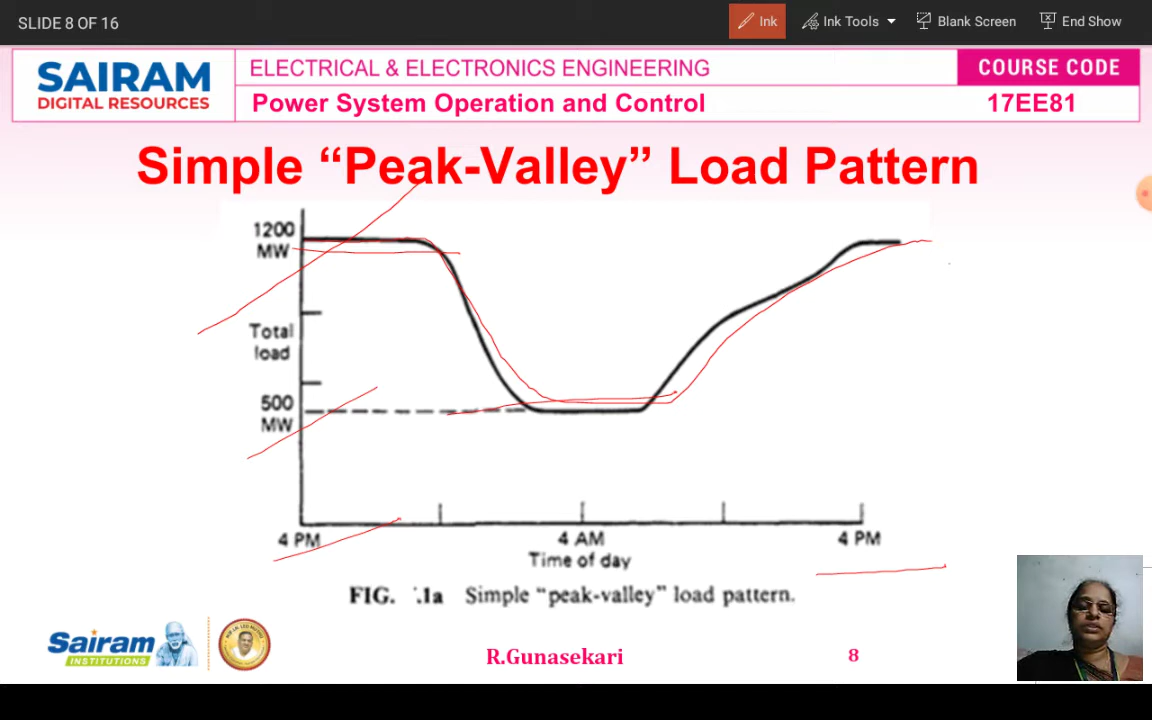 SLIDE 8 OF 16
Ink
Ink Tools
Blank Screen
End Show
SAIRAM
DIGITAL RESOURCES
ELECTRICAL & ELECTRONICS ENGINEERING
COURSE CODE
Power System Operation and Control
17EE81
Simple “Peak-Valley” Load Pattern
1200
MW
Total
load
500
MW
4 PM
4 AM
4 PM
Time of day
FIG. .1a Simple “peak-valley” load pattern.
Sairam
INSTITUTIONS
R.Gunasekari
8